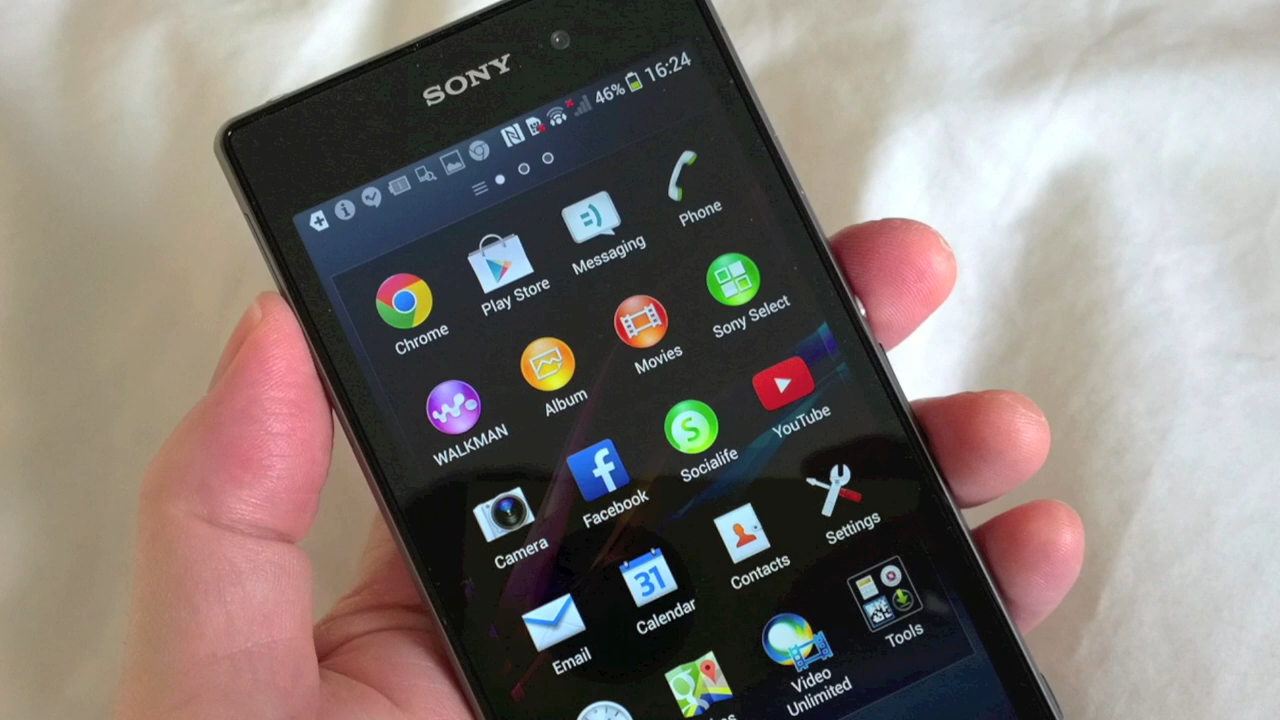 SONY
46% 16:24
Chrome
Play Store
Messaging
Phone
WALKMAN
Album
Movies
Sony Select
Camera
Facebook
Socialife
YouTube
Email
31
Calendar
Contacts
Settings
Video
Unlimited
Tools